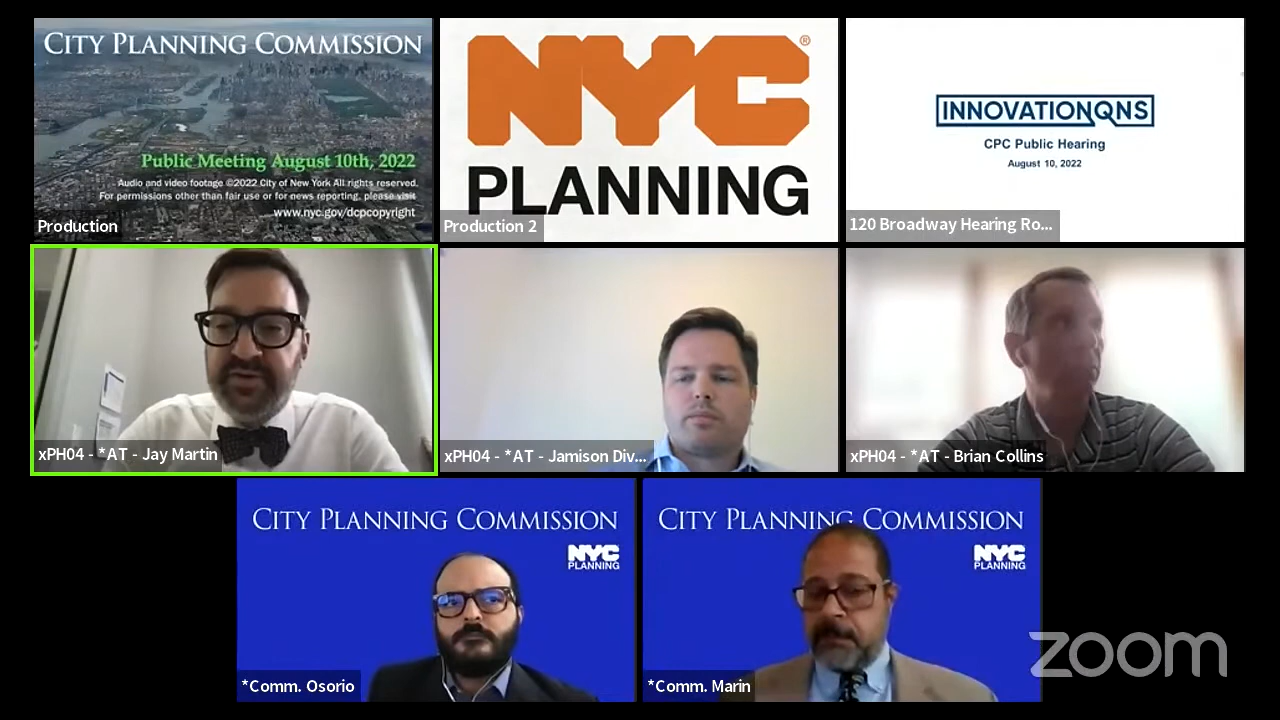 CITY PLANNING COMMISSION
Public Meeting August 10th, 2022
Audio and video footage ©2022 City of New York All rights reserved.
For permissions other than fair use or for news reporting, please visit
www.nyc.gov/dcpcopyright
Production
NYC®
PLANNING
Production 2
INNOVATIONQNS
CPC Public Hearing
August 10, 2022
120 Broadway Hearing Ro...
xPH04 - *AT - Jay Martin
xPH04 - *AT - Jamison Div...
xPH04 - *AT - Brian Collins
CITY PLANNING COMMISSION
NYC
PLANNING
*Comm. Osorio
CITY PLANNING COMMISSION
NYC
PLANNING
*Comm. Marin
zoom